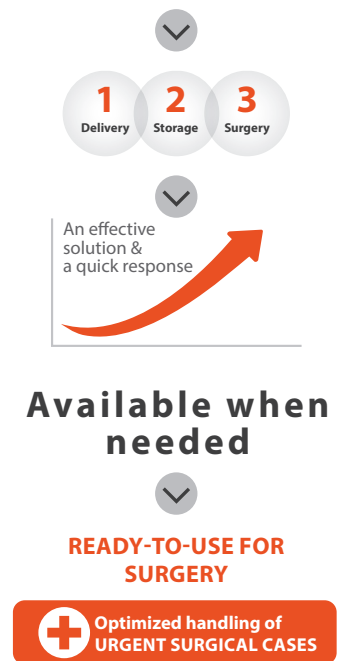 1 2 3
Delivery Storage Surgery
An effective
solution &
a quick response
Available when
needed
READY-TO-USE FOR
SURGERY
Optimized handling of
URGENT SURGICAL CASES